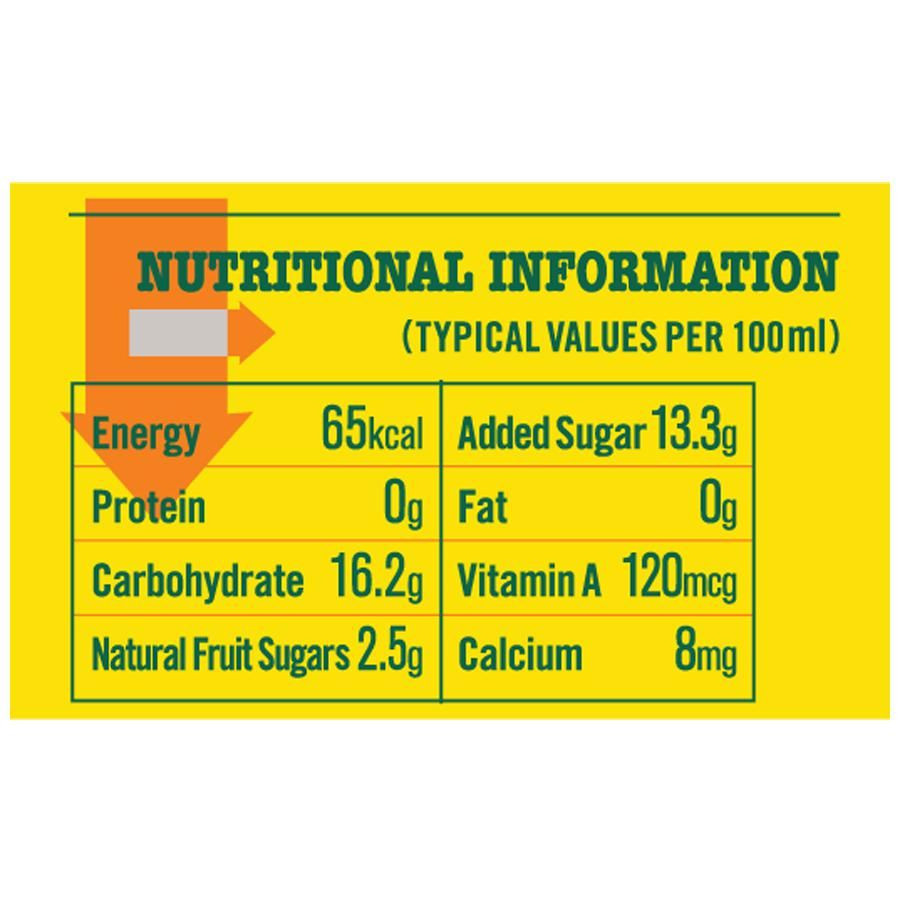 NUTRITIONAL INFORMATION
(TYPICAL VALUES PER 100ml)
Energy 65kcal
Added Sugar 13.3g
Protein 0g
Fat 0g
Carbohydrate 16.2g
Vitamin A 120mcg
Natural Fruit Sugars 2.5g
Calcium 8mg